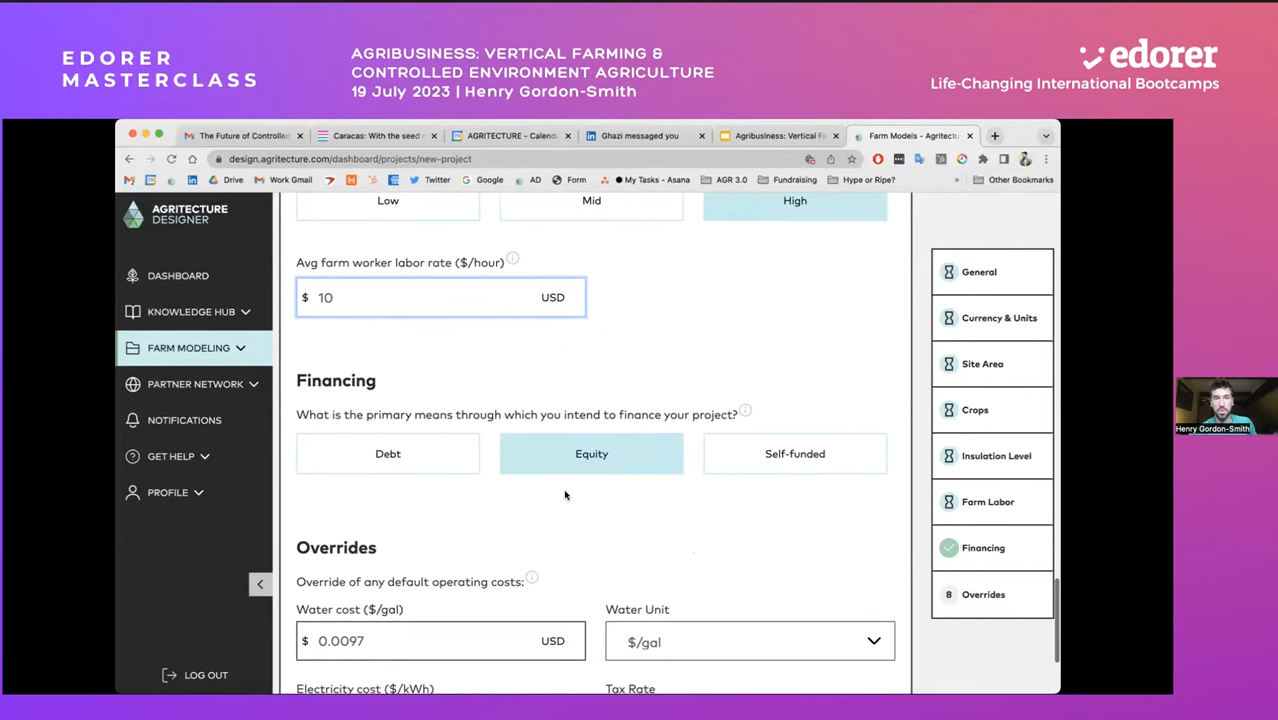 EDORER
MASTERCLASS
AGRIBUSINESS: VERTICAL FARMING &
CONTROLLED ENVIRONMENT AGRICULTURE
19 July 2023 | Henry Gordon-Smith
edorer
Life-Changing International Bootcamps
The Future of Controlled
Caracas: With the seed
AGRITECTURE - Calend
Ghazi messaged you
Agribusiness: Vertical F
Farm Models - Agritectu
design.agritecture.com/dashboard/projects/new-project
Drive
Work Gmail
Twitter
Google
AD
Form
My Tasks - Asana
AGR 3.0
Fundraising
Hype or Ripe?
»
Other Bookmarks
AGRITECTURE
DESIGNER
DASHBOARD
KNOWLEDGE HUB
FARM MODELING
PARTNER NETWORK
NOTIFICATIONS
GET HELP
PROFILE
LOG OUT
Low
Mid
High
Avg farm worker labor rate ($/hour)
$ 10 USD
Financing
What is the primary means through which you intend to finance your project?
Debt
Equity
Self-funded
Overrides
Override of any default operating costs:
Water cost ($/gal)
Water Unit
$ 0.0097 USD
$/gal
Electricity cost ($/kWh)
Tax Rate
General
Currency & Units
Site Area
Crops
Insulation Level
Farm Labor
Financing
8 Overrides
Henry Gordon-Smith